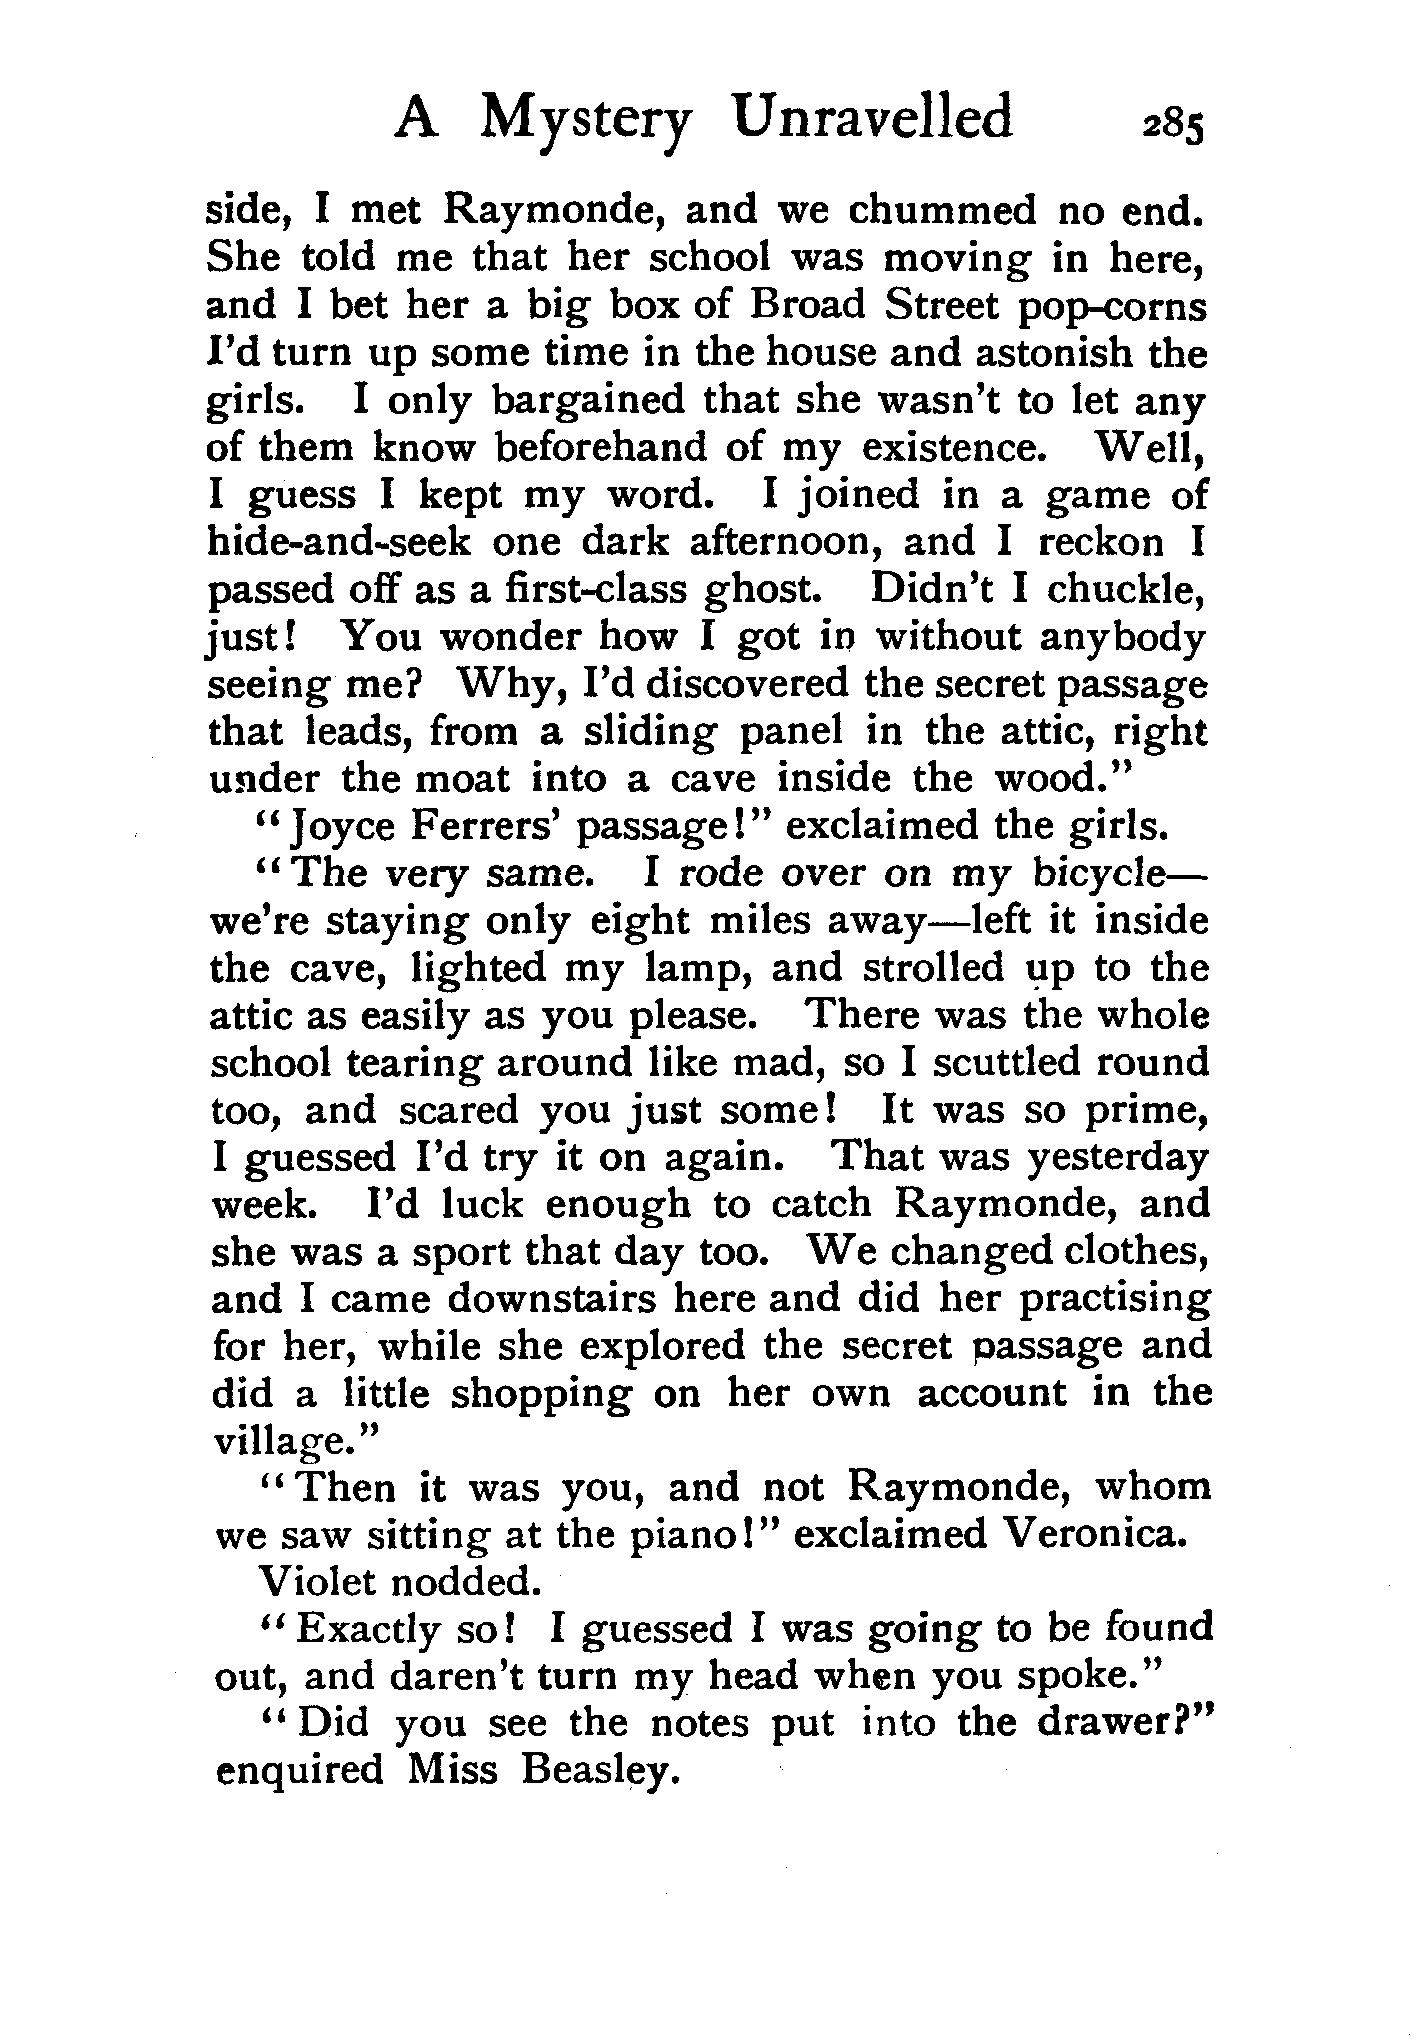 A Mystery Unravelled 285
side, I met Raymonde, and we chummed no end.
She told me that her school was moving in here,
and I bet her a big box of Broad Street pop-corns
I'd turn up some time in the house and astonish the
girls. I only bargained that she wasn't to let any
of them know beforehand of my existence. Well,
I guess I kept my word. I joined in a game of
hide-and-seek one dark afternoon, and I reckon I
passed off as a first-class ghost. Didn't I chuckle,
just! You wonder how I got in without anybody
seeing me? Why, I'd discovered the secret passage
that leads, from a sliding panel in the attic, right
under the moat into a cave inside the wood."
"Joyce Ferrers' passage!" exclaimed the girls.
"The very same. I rode over on my bicycle—
we're staying only eight miles away—left it inside
the cave, lighted my lamp, and strolled up to the
attic as easily as you please. There was the whole
school tearing around like mad, so I scuttled round
too, and scared you just some! It was so prime,
I guessed I'd try it on again. That was yesterday
week. I'd luck enough to catch Raymonde, and
she was a sport that day too. We changed clothes,
and I came downstairs here and did her practising
for her, while she explored the secret passage and
did a little shopping on her own account in the
village."
"Then it was you, and not Raymonde, whom
we saw sitting at the piano!" exclaimed Veronica.
Violet nodded.
"Exactly so! I guessed I was going to be found
out, and daren't turn my head when you spoke."
"Did you see the notes put into the drawer?"
enquired Miss Beasley.